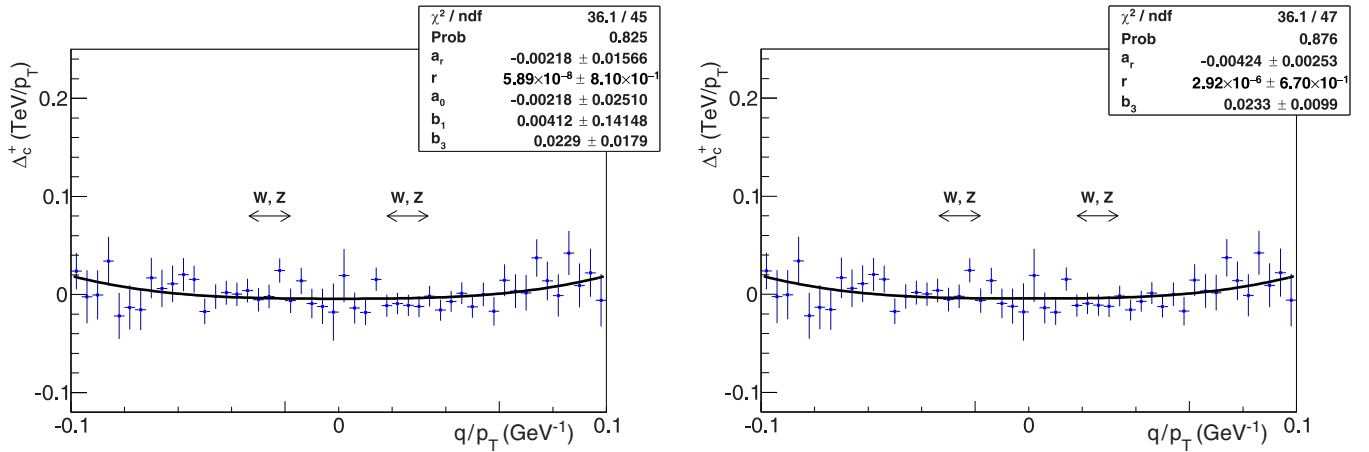 χ² / ndf 36.1 / 45
Prob 0.825
a_r -0.00218 ± 0.01566
r 5.89×10⁻⁸ ± 8.10×10⁻¹
a_0 -0.00218 ± 0.02510
b_1 0.00412 ± 0.14148
b_3 0.0229 ± 0.0179
Δ_c^+ (TeV/p_T)
0.2
0.1
0
-0.1
W, Z
W, Z
-0.1
0
0.1
q/p_T (GeV⁻¹)
χ² / ndf 36.1 / 47
Prob 0.876
a_r -0.00424 ± 0.00253
r 2.92×10⁻⁶ ± 6.70×10⁻¹
b_3 0.0233 ± 0.0099
Δ_c^+ (TeV/p_T)
0.2
0.1
0
-0.1
W, Z
W, Z
-0.1
0
0.1
q/p_T (GeV⁻¹)